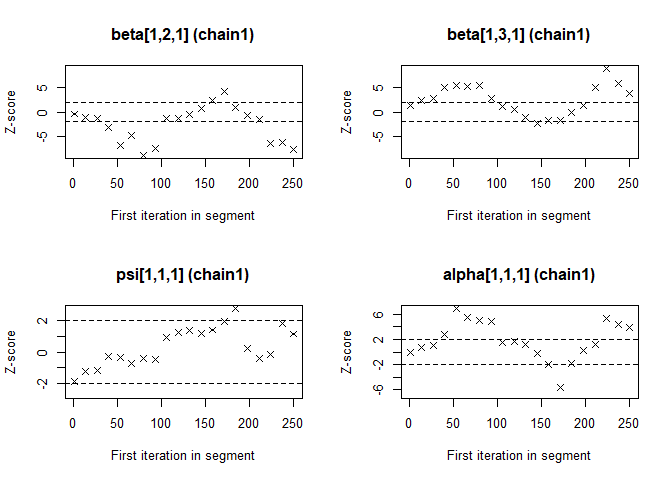 beta[1,2,1] (chain1)
Z-score
5
0
-5
0 50 100 150 200 250
First iteration in segment
beta[1,3,1] (chain1)
Z-score
5
0
-5
0 50 100 150 200 250
First iteration in segment
psi[1,1,1] (chain1)
Z-score
2
0
-2
0 50 100 150 200 250
First iteration in segment
alpha[1,1,1] (chain1)
Z-score
6
2
-2
-6
0 50 100 150 200 250
First iteration in segment